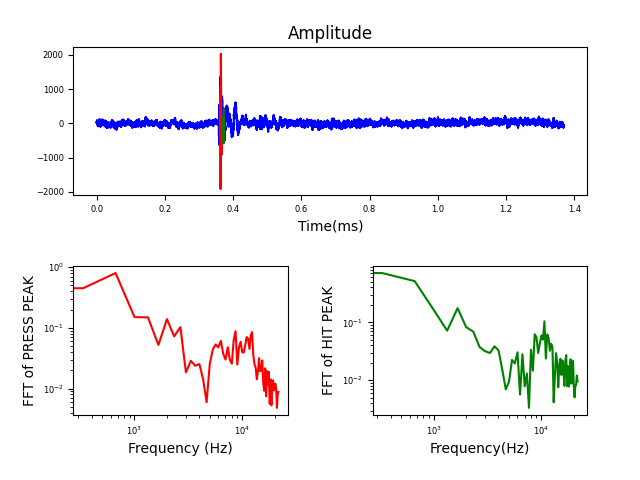 Amplitude
2000
1000
0
−1000
−2000
0.0 0.2 0.4 0.6 0.8 1.0 1.2 1.4
Time(ms)
FFT of PRESS PEAK
10⁰
10⁻¹
10⁻²
10³ 10⁴
Frequency (Hz)
FFT of HIT PEAK
10⁻¹
10⁻²
10³ 10⁴
Frequency(Hz)